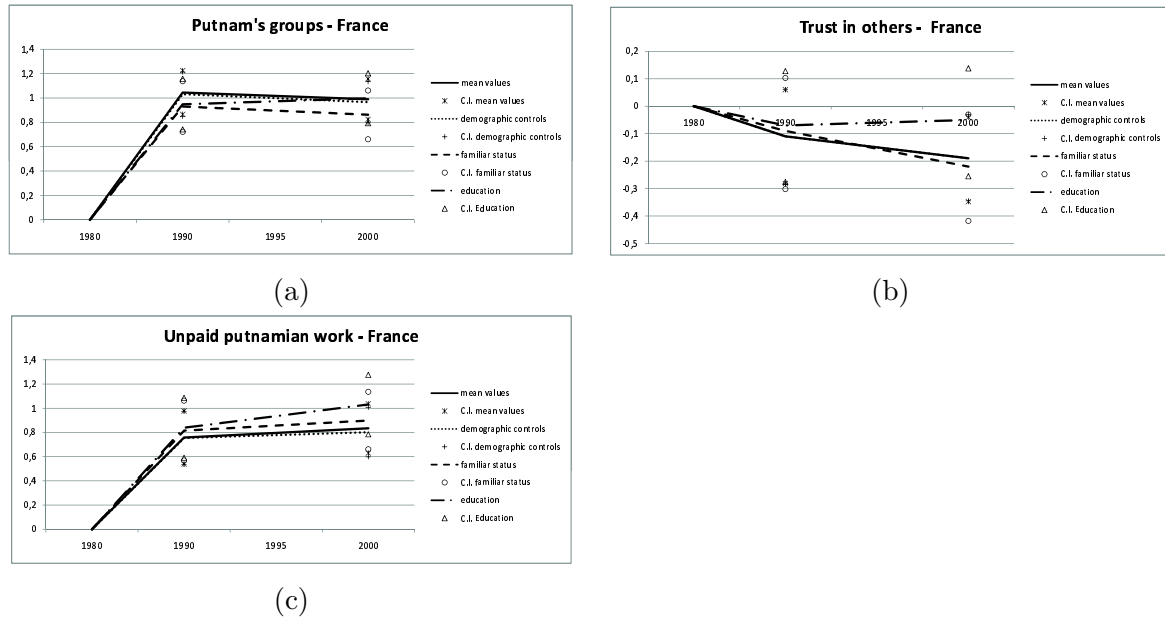 Putnam's groups - France
1,4
1,2
1
0,8
0,6
0,4
0,2
0
1980
1990
1995
2000
mean values
C.I. mean values
demographic controls
C.I. demographic controls
familiar status
C.I. familiar status
education
C.I. Education
(a)
Trust in others - France
0,2
0,1
0
-0,1
-0,2
-0,3
-0,4
-0,5
1980
1990
1995
2000
mean values
C.I. mean values
demographic controls
C.I. demographic controls
familiar status
C.I. familiar status
education
C.I. Education
(b)
Unpaid putnamian work - France
1,4
1,2
1
0,8
0,6
0,4
0,2
0
1980
1990
1995
2000
mean values
C.I. mean values
demographic controls
C.I. demographic controls
familiar status
C.I. familiar status
education
C.I. Education
(c)